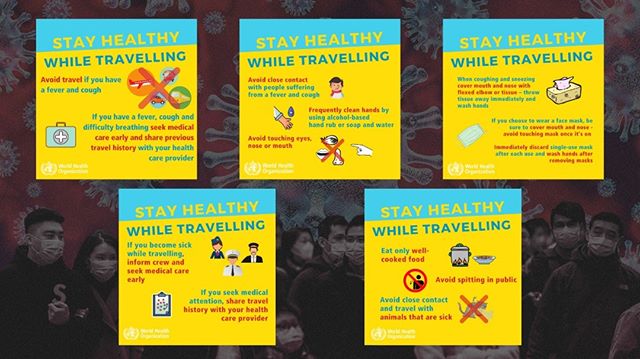 STAY HEALTHY
WHILE TRAVELLING
Avoid travel if you have
a fever and cough
If you have a fever, cough and
difficulty breathing seek medical
care early and share previous
travel history with your health
care provider
World Health
Organization
STAY HEALTHY
WHILE TRAVELLING
Avoid close contact
with people suffering
from a fever and cough
Frequently clean hands by
using alcohol-based
hand rub or soap and water
Avoid touching eyes,
nose or mouth
World Health
Organization
STAY HEALTHY
WHILE TRAVELLING
When coughing and sneezing
cover mouth and nose with
flexed elbow or tissue – throw
tissue away immediately and
wash hands
If you choose to wear a face mask, be
sure to cover mouth and nose –
avoid touching mask once it's on
Immediately discard single-use mask
after each use and wash hands after
removing masks
World Health
Organization
STAY HEALTHY
WHILE TRAVELLING
If you become sick
while travelling,
inform crew and
seek medical care
early
If you seek medical
attention, share travel
history with your health
care provider
World Health
Organization
STAY HEALTHY
WHILE TRAVELLING
Eat only well-
cooked food
Avoid spitting in public
Avoid close contact
and travel with
animals that are sick
World Health
Organization